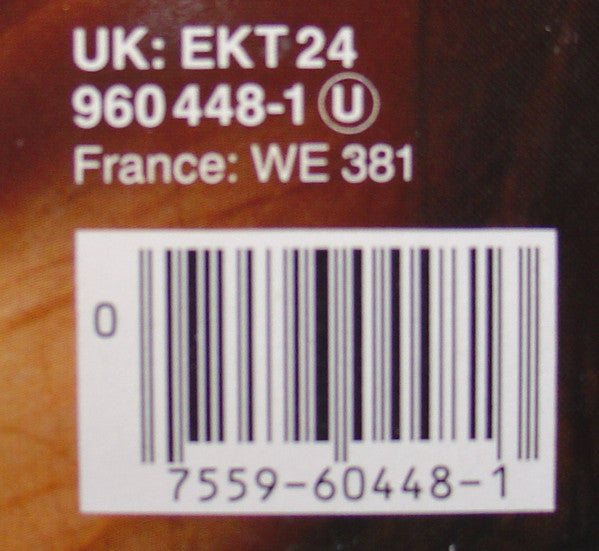 UK: EKT 24
960 448-1 U
France: WE 381
0
7559-60448-1